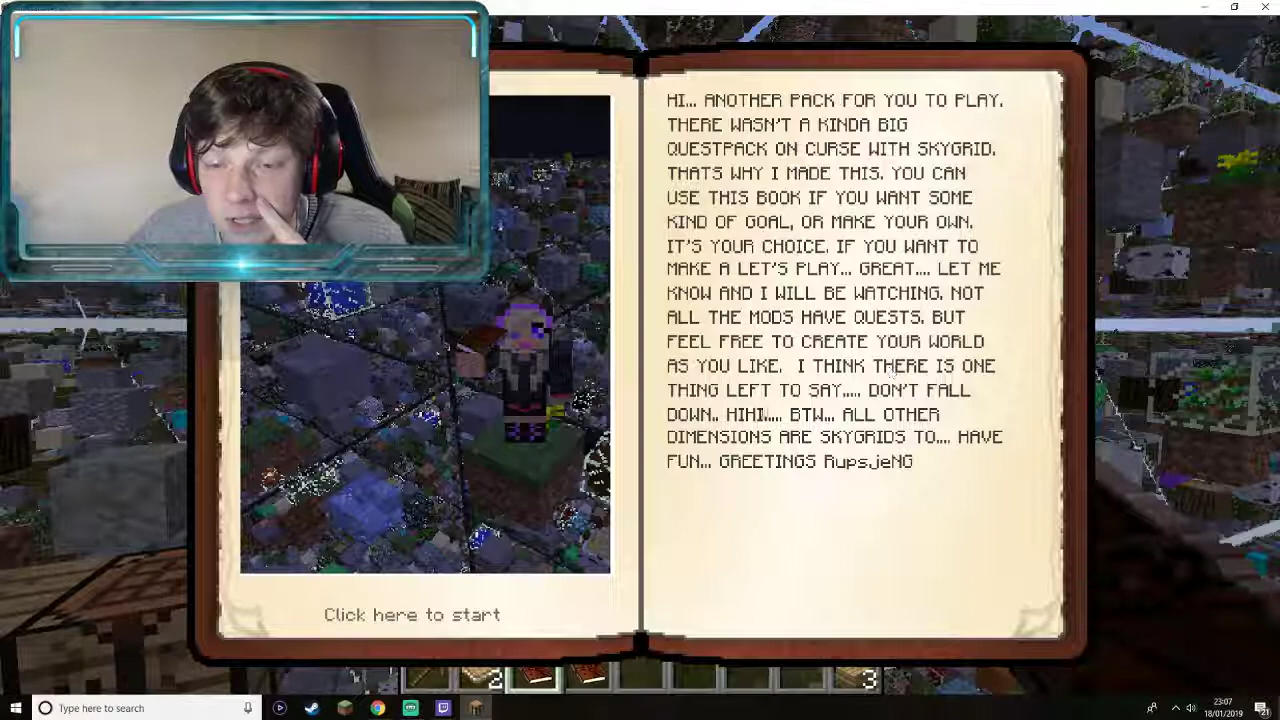 HI... ANOTHER PACK FOR YOU TO PLAY.
THERE WASN'T A KINDA BIG
QUESTPACK ON CURSE WITH SKYGRID.
THATS WHY I MADE THIS. YOU CAN
USE THIS BOOK IF YOU WANT SOME
KIND OF GOAL, OR MAKE YOUR OWN.
IT'S YOUR CHOICE. IF YOU WANT TO
MAKE A LET'S PLAY... GREAT.... LET ME
KNOW AND I WILL BE WATCHING. NOT
ALL THE MODS HAVE QUESTS. BUT
FEEL FREE TO CREATE YOUR WORLD
AS YOU LIKE. I THINK THERE IS ONE
THING LEFT TO SAY..... DON'T FALL
DOWN.. HIHI.... BTW... ALL OTHER
DIMENSIONS ARE SKYGRIDS TO.... HAVE
FUN... GREETINGS RupsjeNG
Click here to start
2
3
Type here to search
23:07
18/01/2019
21